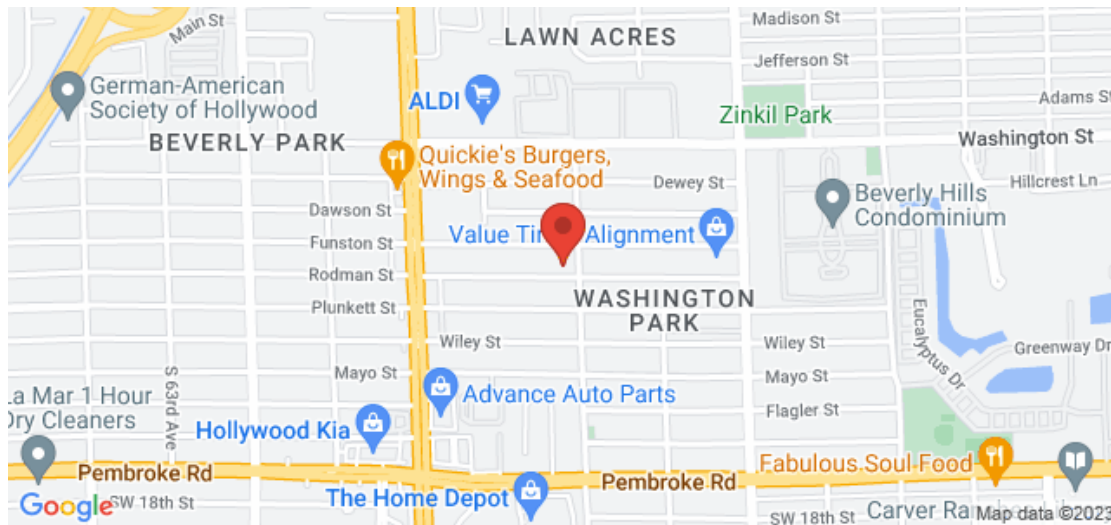 Main St
LAWN ACRES
Madison St
Jefferson St
German-American
Society of Hollywood
ALDI
Adams St
Zinkil Park
BEVERLY PARK
Washington St
Quickie's Burgers,
Wings & Seafood
Dewey St
Hillcrest Ln
Beverly Hills
Condominium
Dawson St
Funston St
Value Tire Alignment
Rodman St
WASHINGTON
PARK
Plunkett St
Wiley St
Wiley St
Eucalyptus Dr
Greenway Dr
S 63rd Ave
Mayo St
Mayo St
Advance Auto Parts
La Mar 1 Hour
Dry Cleaners
Flagler St
Hollywood Kia
Pembroke Rd
Fabulous Soul Food
Pembroke Rd
The Home Depot
Google
SW 18th St
SW 18th St
Carver Ran
Map data ©2023